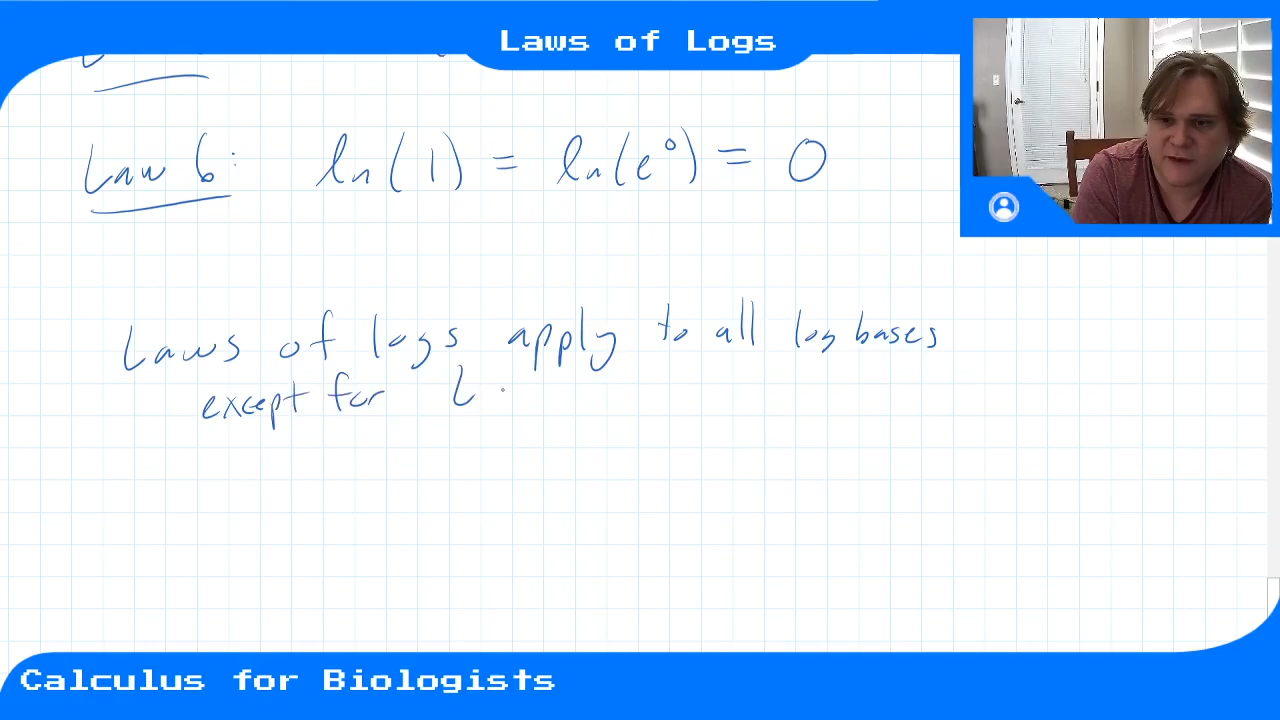 Laws of Logs
Law 6: ln(1) = ln(e⁰) = 0
Laws of logs apply to all log bases
except for L
Calculus for Biologists